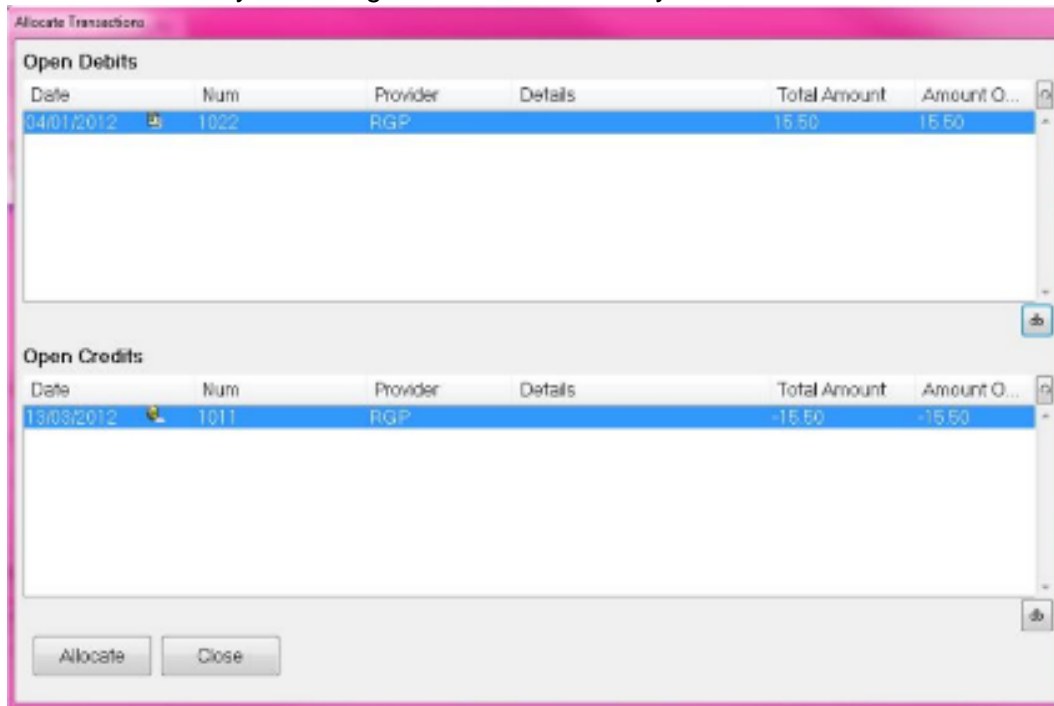 Allocate Transactions
Open Debits
Date Num Provider Details Total Amount Amount O...
04/01/2012 1022 RGP 15.50 15.50
Open Credits
Date Num Provider Details Total Amount Amount O...
13/03/2012 1011 RGP -15.50 -15.50
Allocate Close